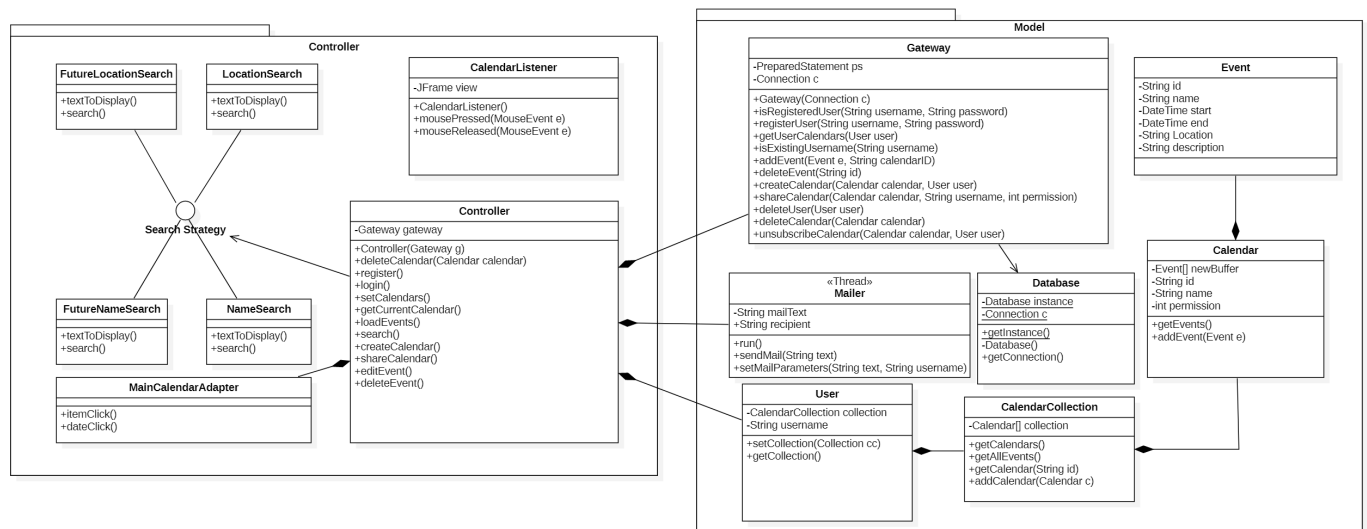 Controller
FutureLocationSearch
+textToDisplay()
+search()
LocationSearch
+textToDisplay()
+search()
CalendarListener
-JFrame view
+CalendarListener()
+mousePressed(MouseEvent e)
+mouseReleased(MouseEvent e)
Search Strategy
Controller
-Gateway gateway
+Controller(Gateway g)
+deleteCalendar(Calendar calendar)
+register()
+login()
+setCalendars()
+getCurrentCalendar()
+loadEvents()
+search()
+createCalendar()
+shareCalendar()
+editEvent()
+deleteEvent()
FutureNameSearch
+textToDisplay()
+search()
NameSearch
+textToDisplay()
+search()
MainCalendarAdapter
+itemClick()
+dateClick()
Model
Gateway
-PreparedStatement ps
-Connection c
+Gateway(Connection c)
+isRegisteredUser(String username, String password)
+registerUser(String username, String password)
+getUserCalendars(User user)
+isExistingUsername(String username)
+addEvent(Event e, String calendarID)
+deleteEvent(String id)
+createCalendar(Calendar calendar, User user)
+shareCalendar(Calendar calendar, String username, int permission)
+deleteUser(User user)
+deleteCalendar(Calendar calendar)
+unsubscribeCalendar(Calendar calendar, User user)
Event
-String id
-String name
-DateTime start
-DateTime end
-String Location
-String description
Calendar
-Event[] newBuffer
-String id
-String name
-int permission
+getEvents()
+addEvent(Event e)
«Thread»
Mailer
-String mailText
+String recipient
+run()
+sendMail(String text)
+setMailParameters(String text, String username)
Database
-Database instance
-Connection c
+getInstance()
-Database()
+getConnection()
User
-CalendarCollection collection
-String username
+setCollection(Collection cc)
+getCollection()
CalendarCollection
-Calendar[] collection
+getCalendars()
+getAllEvents()
+getCalendar(String id)
+addCalendar(Calendar c)